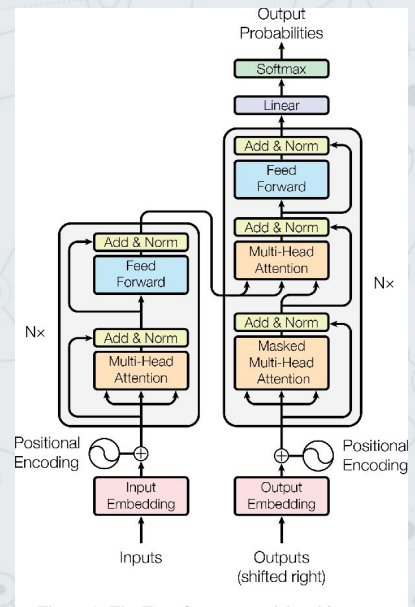 Output
Probabilities
Softmax
Linear
Add & Norm
Feed
Forward
Add & Norm
Multi-Head
Attention
Nx
Add & Norm
Masked
Multi-Head
Attention
Add & Norm
Feed
Forward
Nx
Add & Norm
Multi-Head
Attention
Positional
Encoding
Positional
Encoding
Input
Embedding
Output
Embedding
Inputs
Outputs
(shifted right)